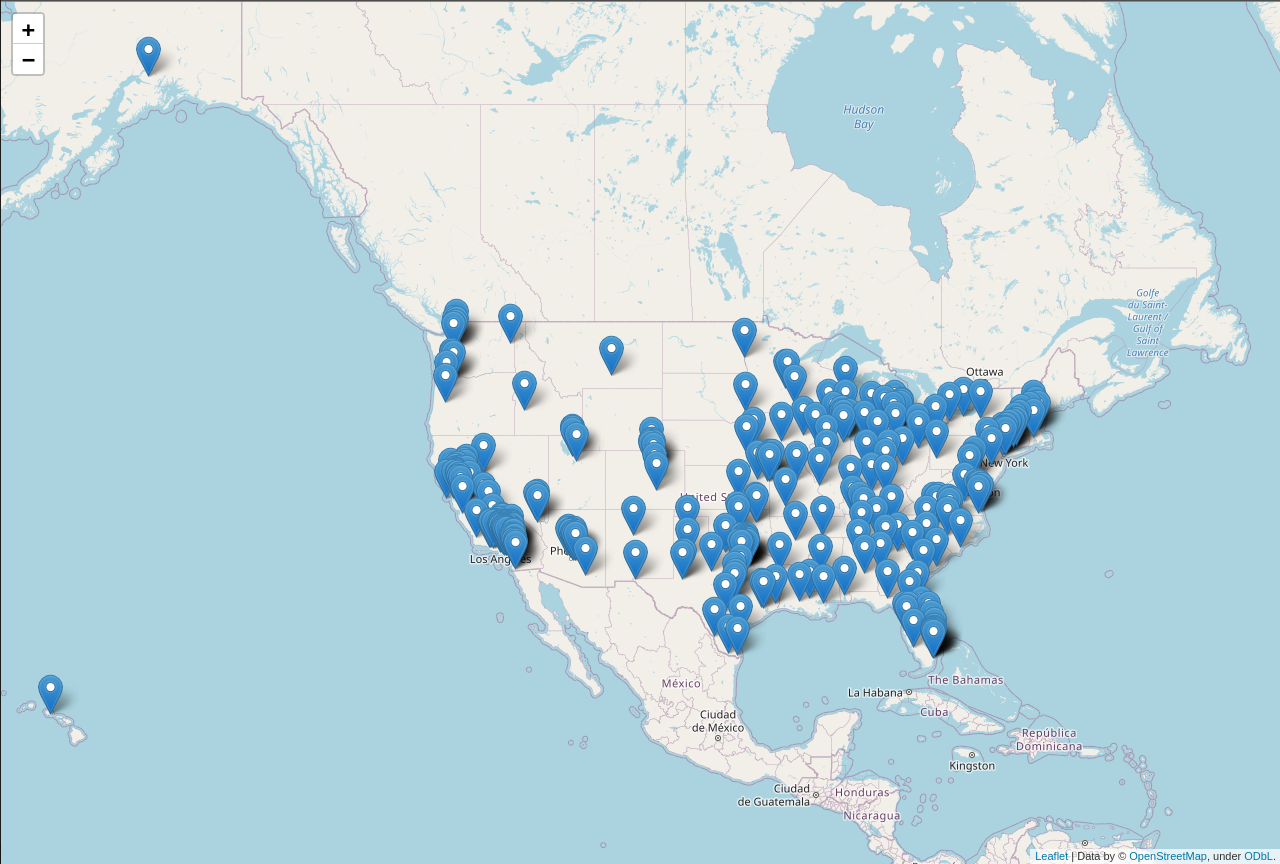 +
−
Hudson
Bay
Golfe
du Saint-
Laurent /
Gulf of
Saint
Lawrence
Ottawa
New York
United S
Pho
Los Angeles
The Bahamas
México
La Habana
Cuba
Ciudad
de México
República
Dominicana
Kingston
Ciudad
de Guatemala
Honduras
Nicaragua
Leaflet | Data by © OpenStreetMap, under ODbL.